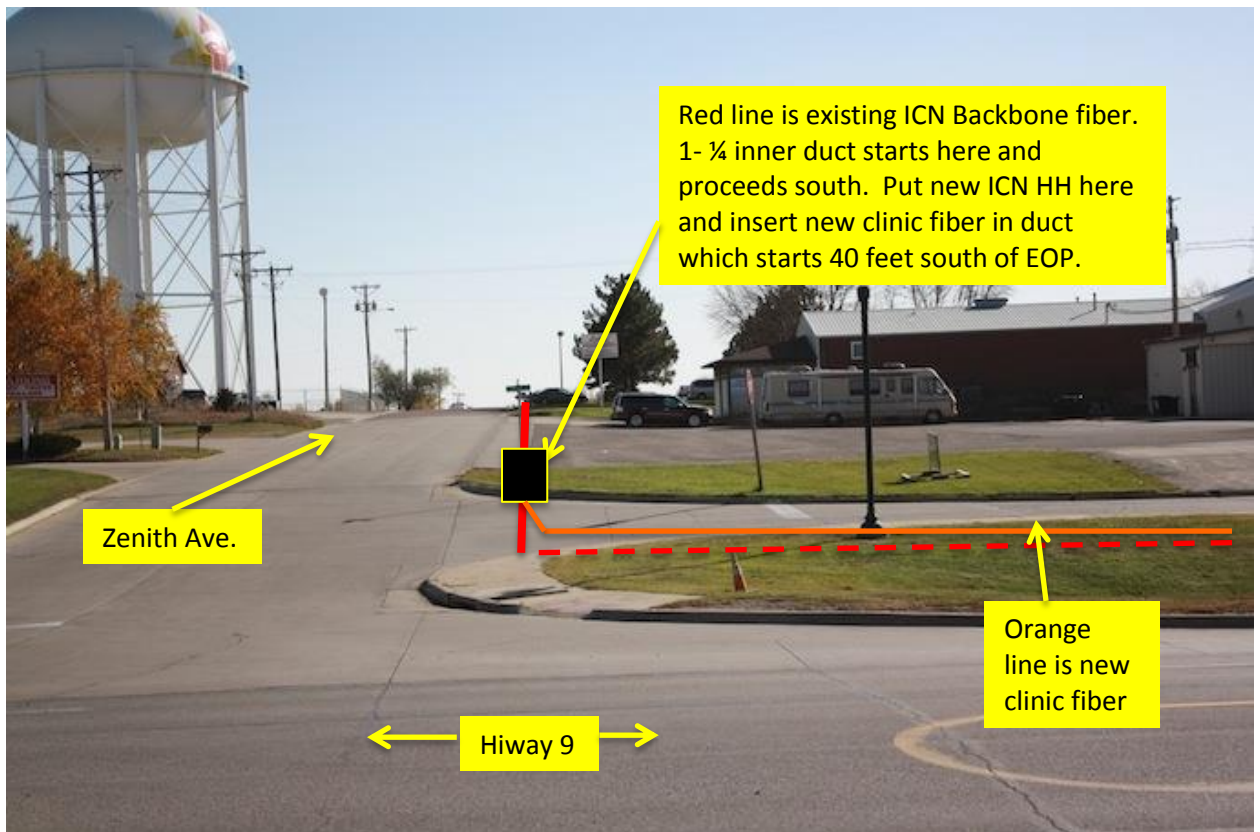 Red line is existing ICN Backbone fiber.
1- ¼ inner duct starts here and
proceeds south.  Put new ICN HH here
and insert new clinic fiber in duct
which starts 40 feet south of EOP.
Zenith Ave.
Orange
line is new
clinic fiber
Hiway 9